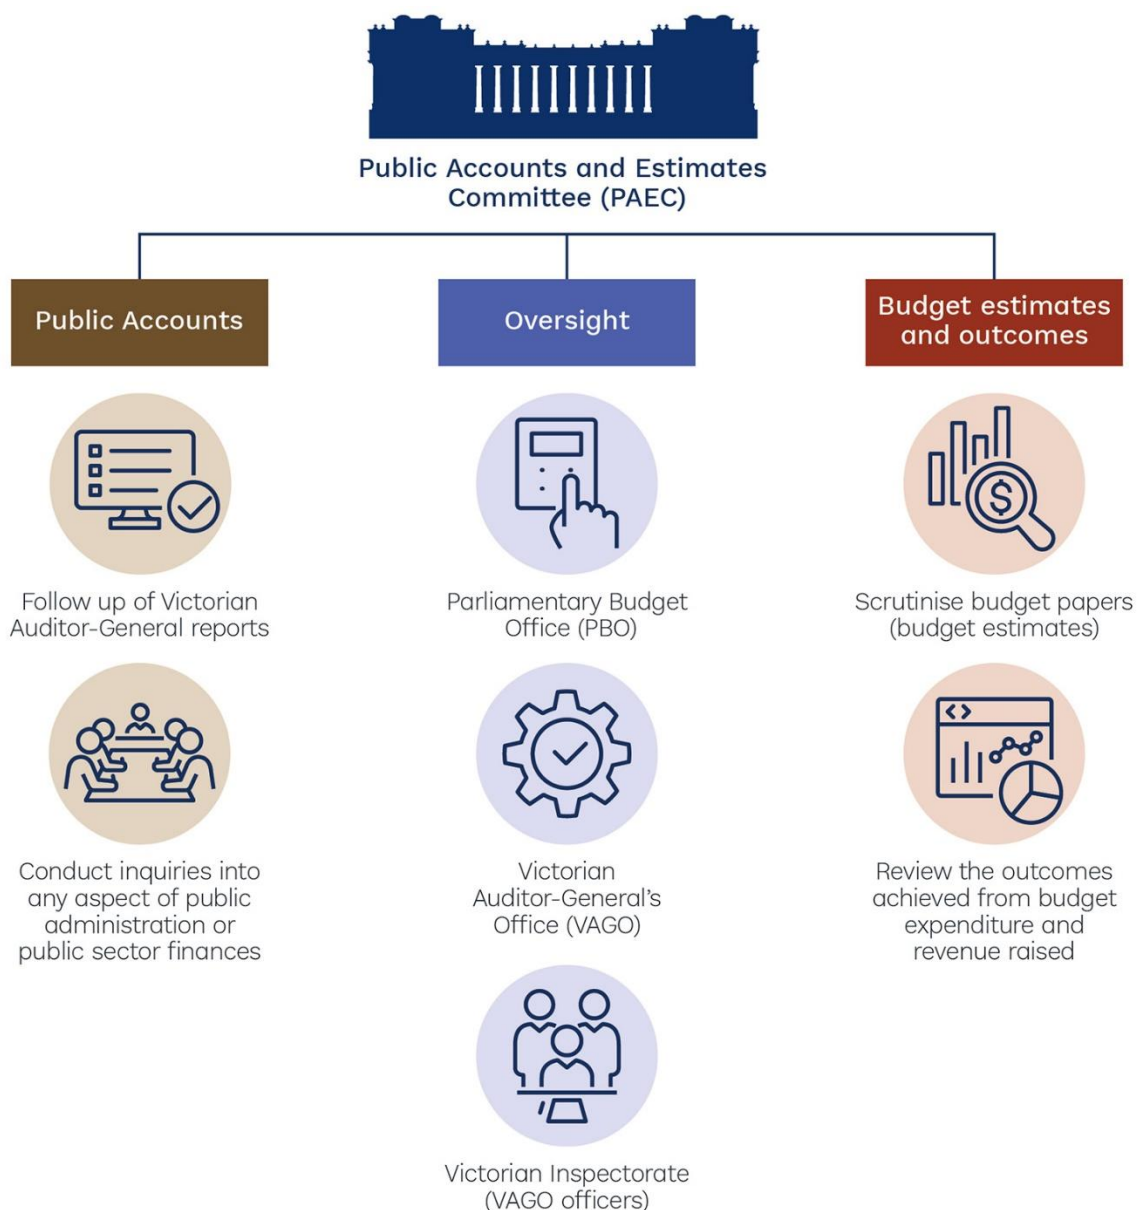 Public Accounts and Estimates
Committee (PAEC)
Public Accounts
Follow up of Victorian
Auditor-General reports
Conduct inquiries into
any aspect of public
administration or
public sector finances
Oversight
Parliamentary Budget
Office (PBO)
Victorian
Auditor-General’s
Office (VAGO)
Victorian Inspectorate
(VAGO officers)
Budget estimates
and outcomes
$
Scrutinise budget papers
(budget estimates)
Review the outcomes
achieved from budget
expenditure and
revenue raised